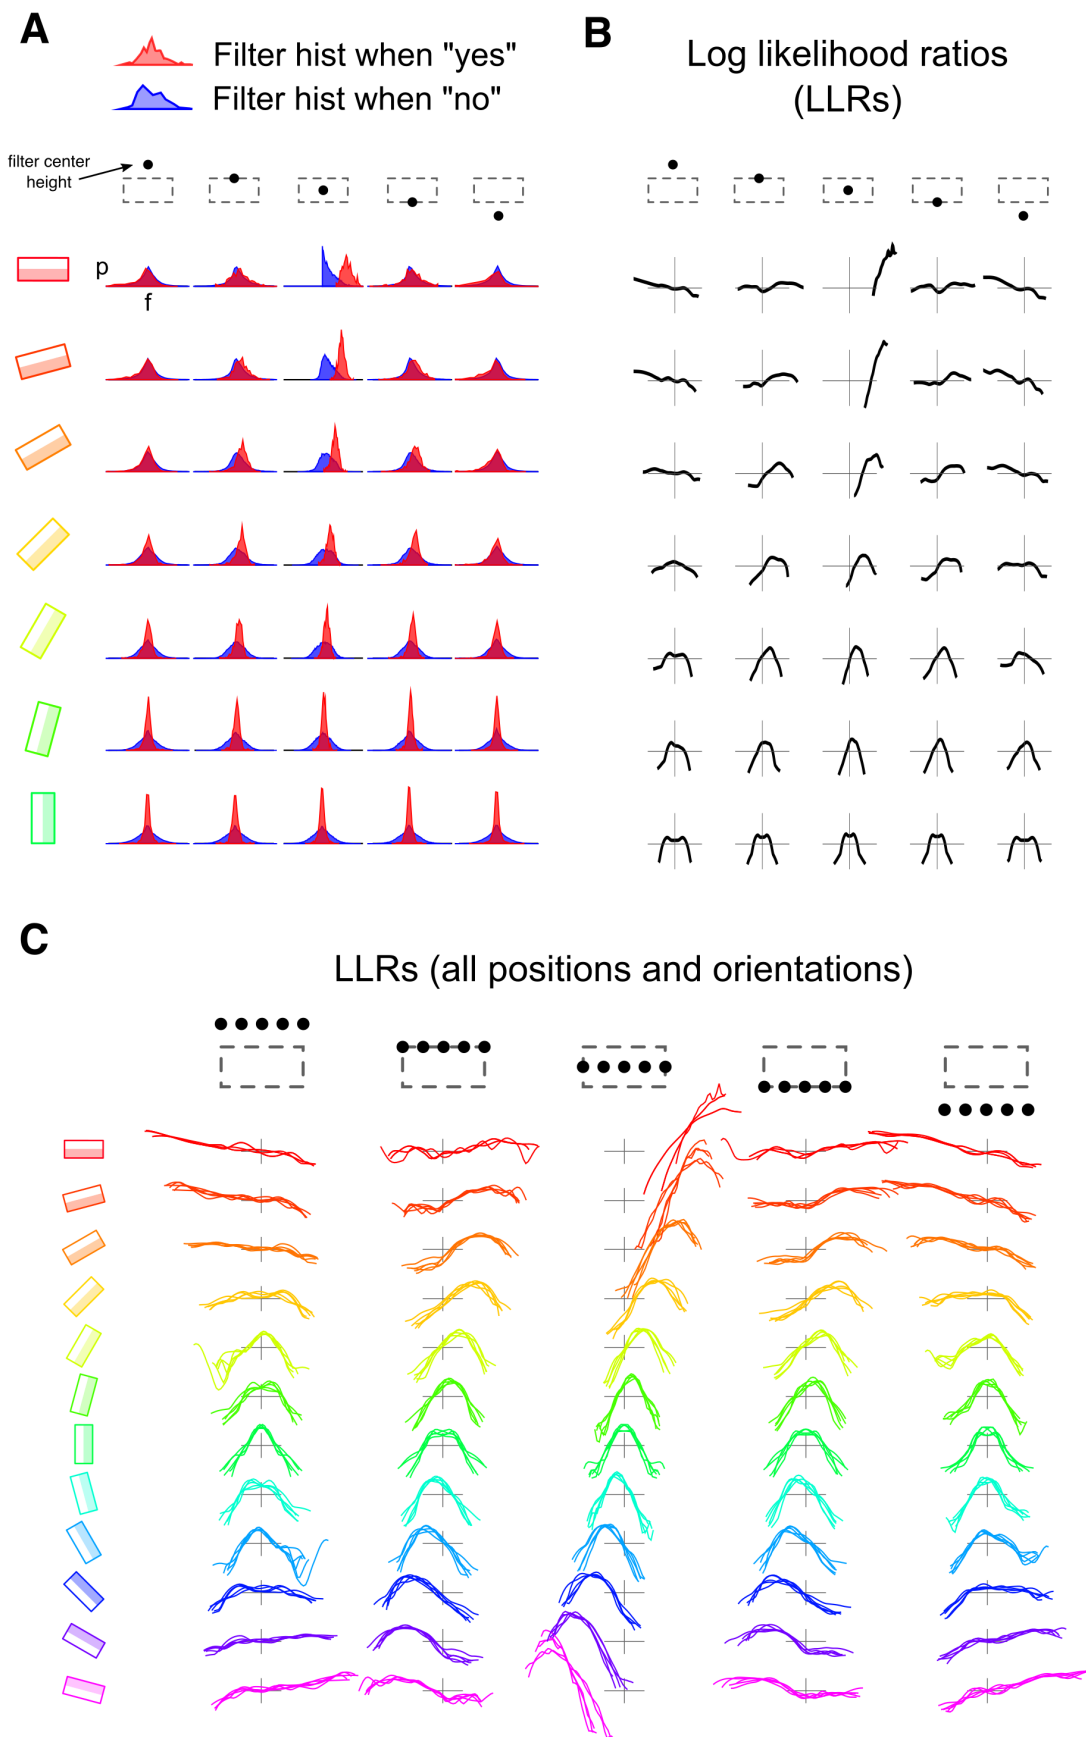 A
Filter hist when "yes"
Filter hist when "no"
filter center
height
p
f
B
Log likelihood ratios
(LLRs)
C
LLRs (all positions and orientations)